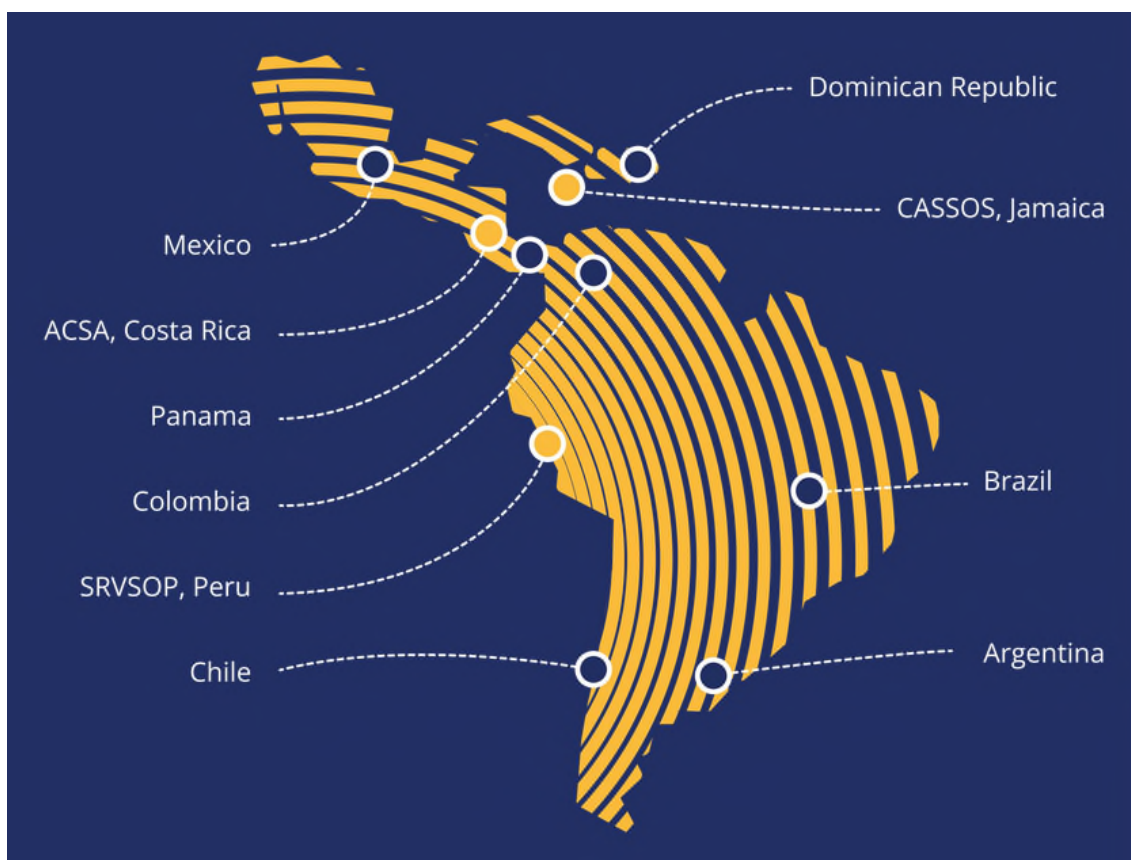 Dominican Republic
CASSOS, Jamaica
Mexico
ACSA, Costa Rica
Panama
Colombia
Brazil
SRVSOP, Peru
Argentina
Chile